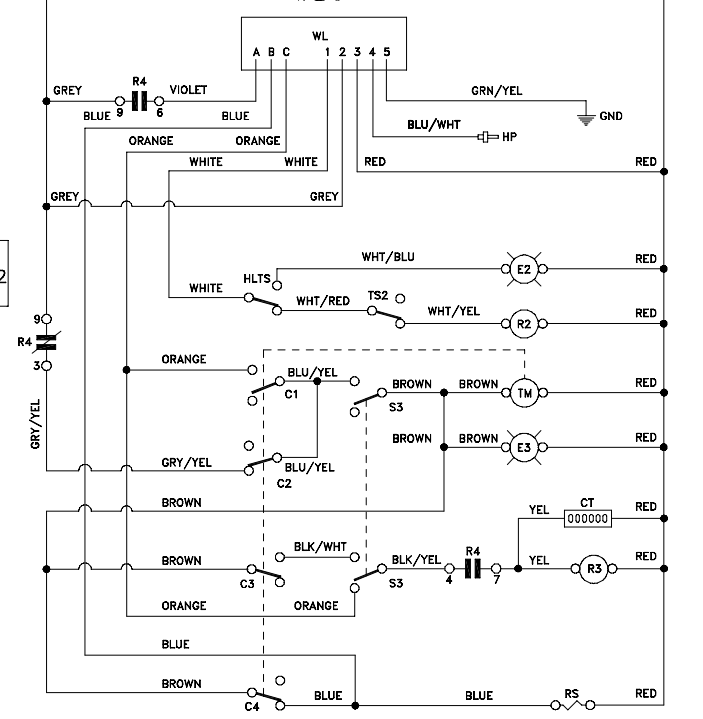 WL
A B C 1 2 3 4 5
R4
GREY VIOLET GRN/YEL
9 6
GND
BLUE BLUE
BLU/WHT HP
ORANGE ORANGE
WHITE WHITE RED RED
GREY GREY
2
WHT/BLU E2 RED
HLTS
TS2
WHITE WHT/RED WHT/YEL R2 RED
9
R4
3
ORANGE
BLU/YEL
C1
BROWN BROWN TM RED
S3
GRY/YEL
BROWN BROWN E3 RED
GRY/YEL BLU/YEL
C2
BROWN
CT
YEL 000000 RED
BLK/WHT
BROWN C3
BLK/YEL R4 YEL R3 RED
S3 4 7
ORANGE ORANGE
BLUE
BROWN
C4 BLUE BLUE RS RED